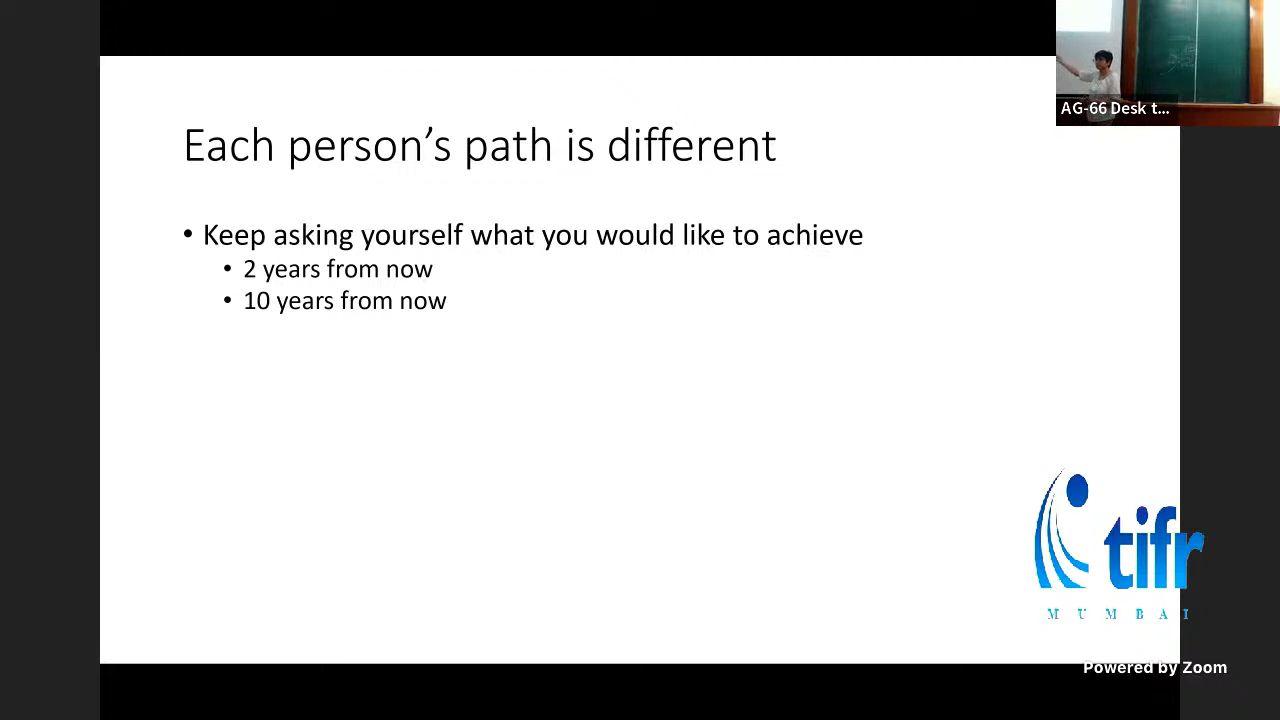 AG-66 Desk t...
Each person’s path is different
• Keep asking yourself what you would like to achieve
• 2 years from now
• 10 years from now
tifr
MUMBAI
Powered by Zoom